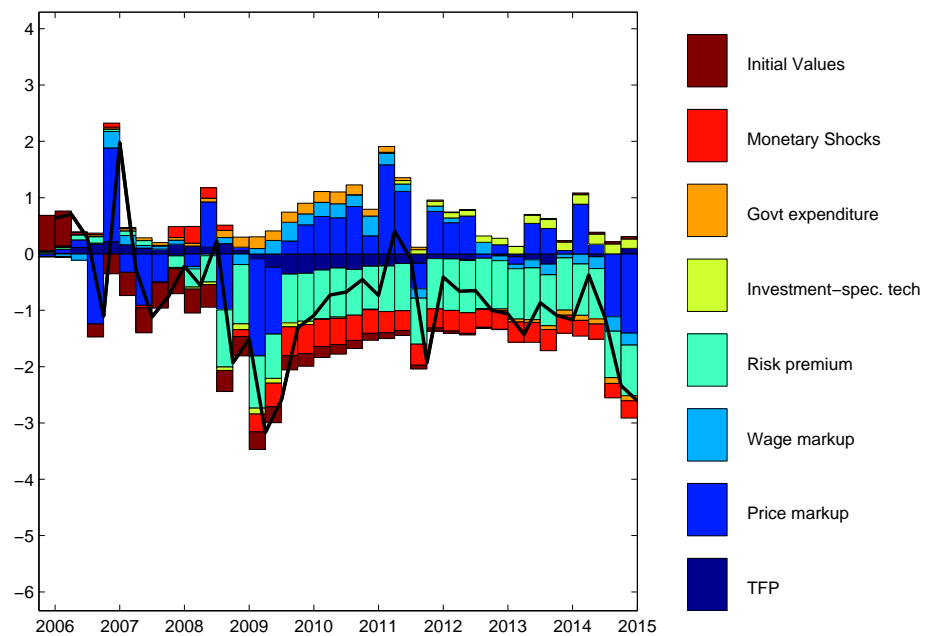 4
3
2
1
0
−1
−2
−3
−4
−5
−6
2006 2007 2008 2009 2010 2011 2012 2013 2014 2015
Initial Values
Monetary Shocks
Govt expenditure
Investment−spec. tech
Risk premium
Wage markup
Price markup
TFP